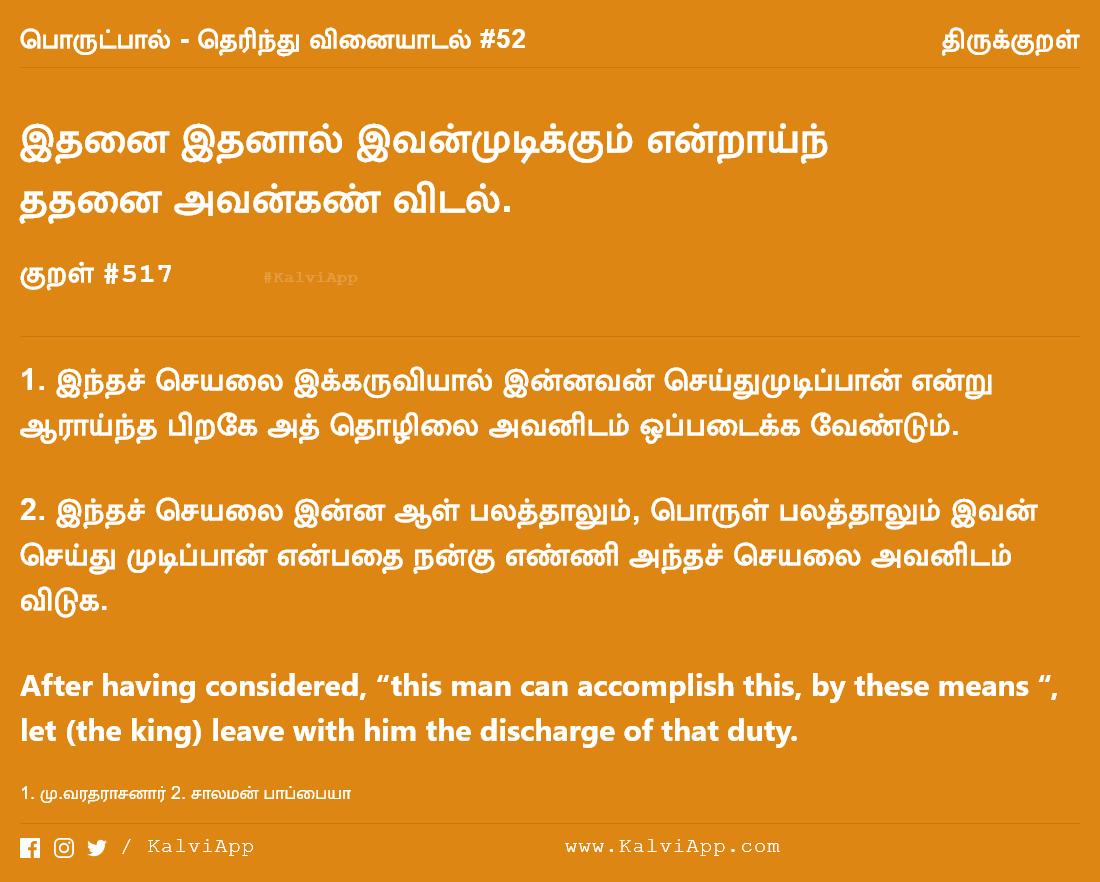 பொருட்பால் - தெரிந்து வினையாடல் #52 திருக்குறள்
இதனை இதனால் இவன்முடிக்கும் என்றாய்ந்
ததனை அவன்கண் விடல்.
குறள் #517 #KalviApp
1. இந்தச் செயலை இக்கருவியால் இன்னவன் செய்துமுடிப்பான் என்று
ஆராய்ந்த பிறகே அத் தொழிலை அவனிடம் ஒப்படைக்க வேண்டும்.
2. இந்தச் செயலை இன்ன ஆள் பலத்தாலும், பொருள் பலத்தாலும் இவன்
செய்து முடிப்பான் என்பதை நன்கு எண்ணி அந்தச் செயலை அவனிடம்
விடுக.
After having considered, “this man can accomplish this, by these means “,
let (the king) leave with him the discharge of that duty.
1. மு.வரதராசனார் 2. சாலமன் பாப்பையா
/ KalviApp www.KalviApp.com